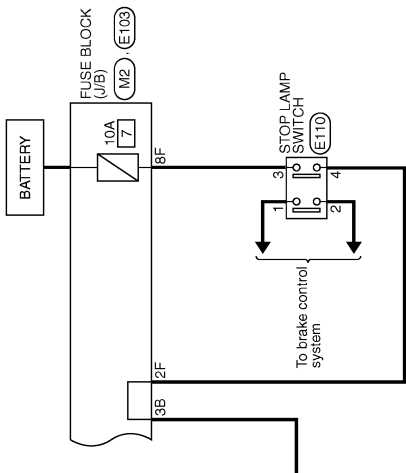 BATTERY
FUSE BLOCK
(J/B)
M2 , E103
10A
7
8F
STOP LAMP
SWITCH
E110
3
4
1
2
To brake control
system
2F
3B